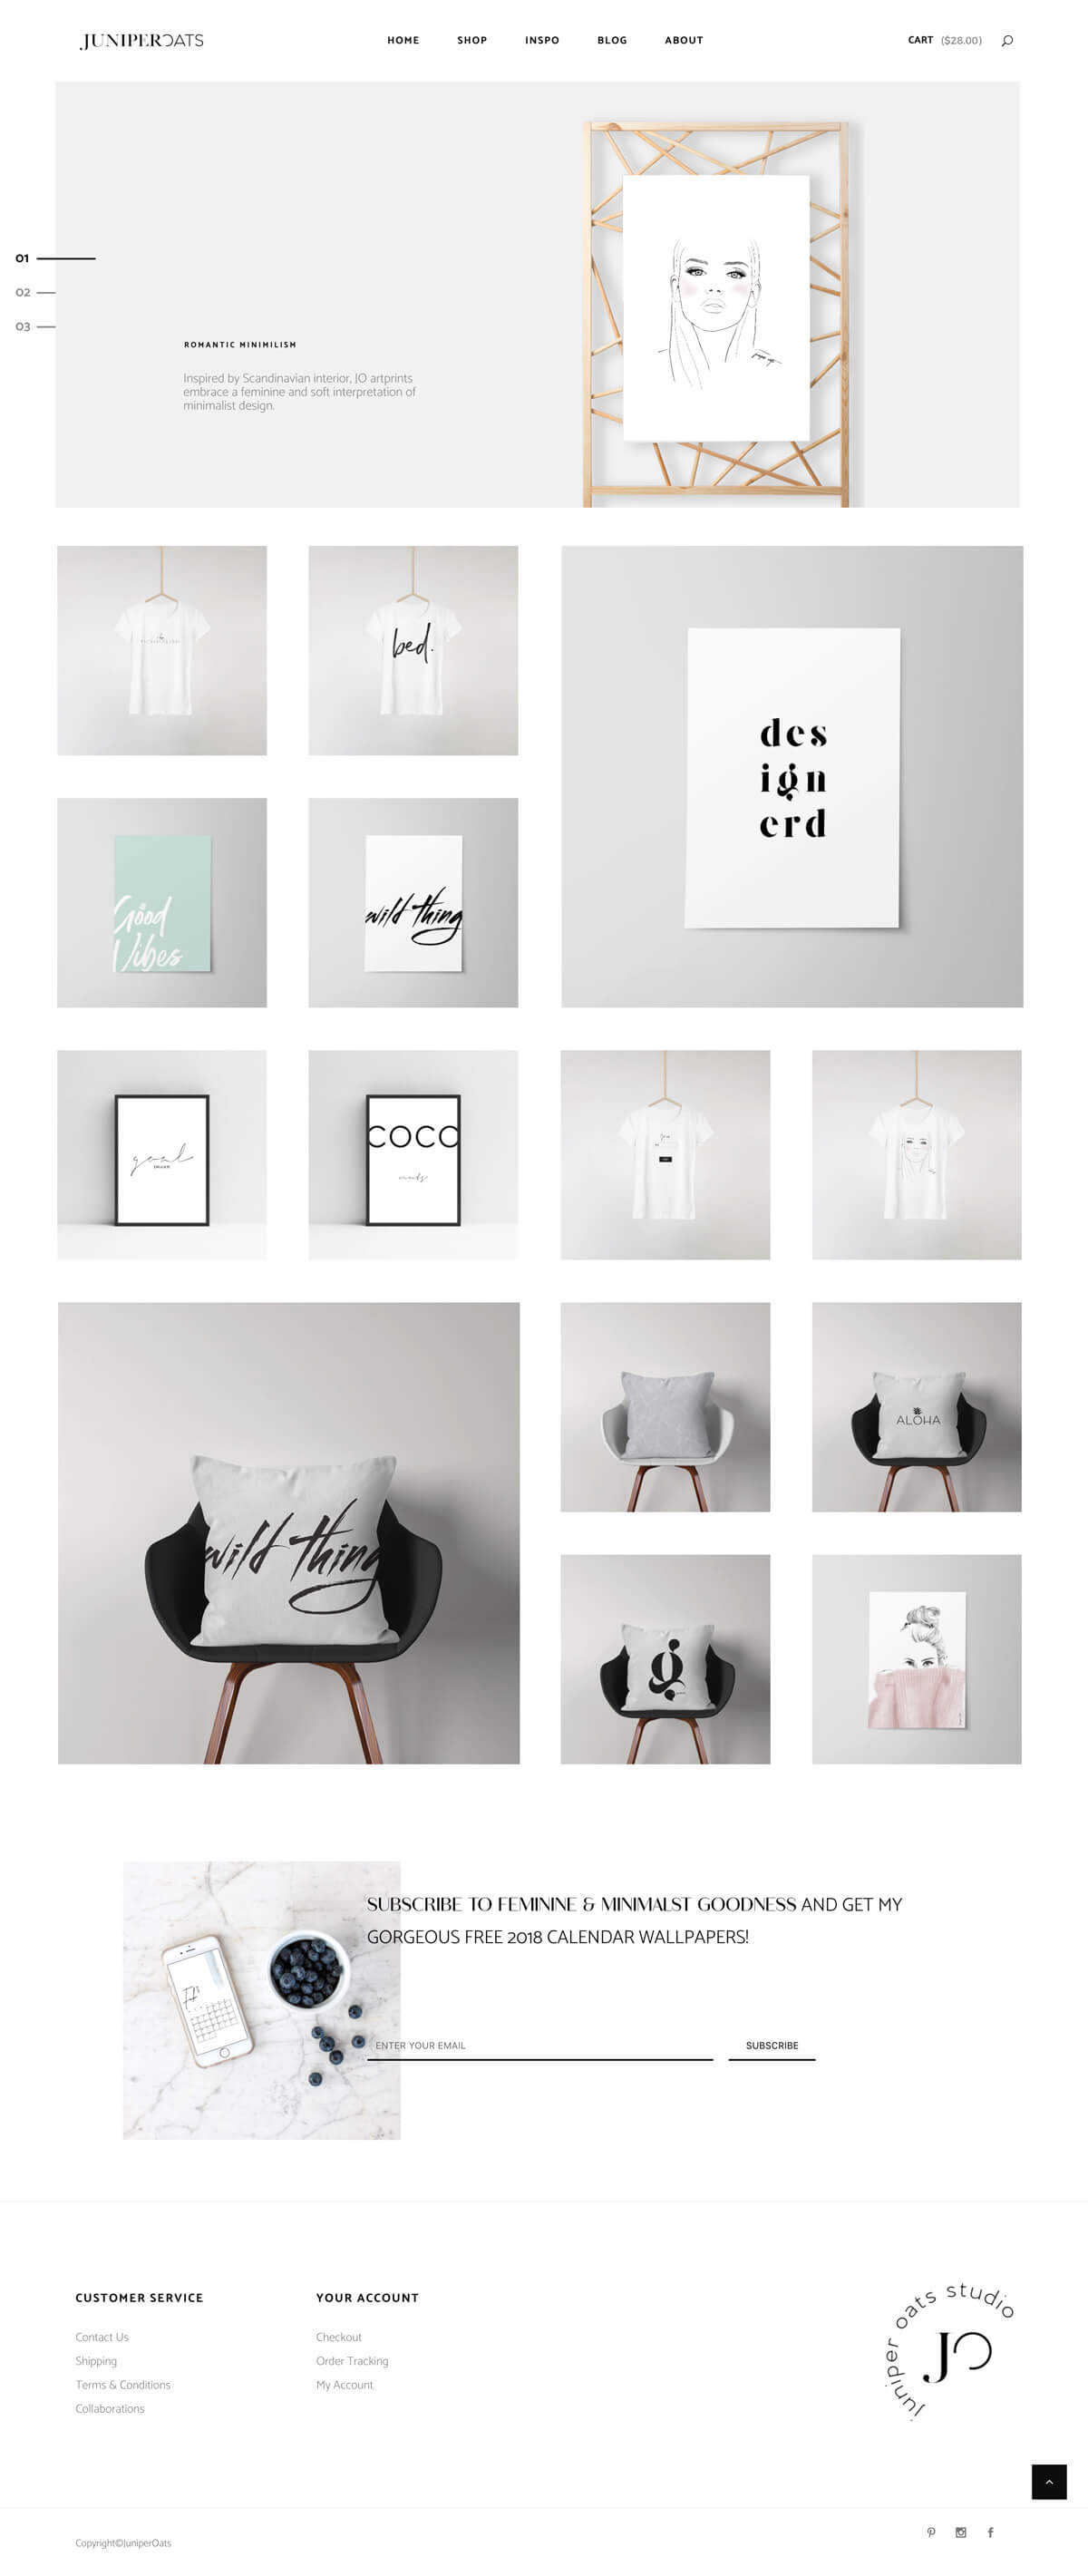 JUNIPEROATS
HOME SHOP INSPO BLOG ABOUT
CART ($28.00)
01
02
03
ROMANTIC MINIMILISM
Inspired by Scandinavian interior, JO artprints
embrace a feminine and soft interpretation of
minimalist design.
bed.
des
ign
erd
Good
Vibes
wild thing
goal
digger
COCO
nuts
wild thing
ALOHA
g
SUBSCRIBE TO FEMININE & MINIMALST GOODNESS AND GET MY
GORGEOUS FREE 2018 CALENDAR WALLPAPERS!
ENTER YOUR EMAIL
SUBSCRIBE
CUSTOMER SERVICE
Contact Us
Shipping
Terms & Conditions
Collaborations
YOUR ACCOUNT
Checkout
Order Tracking
My Account
juniper oats studio
JO
Copyright©JuniperOats